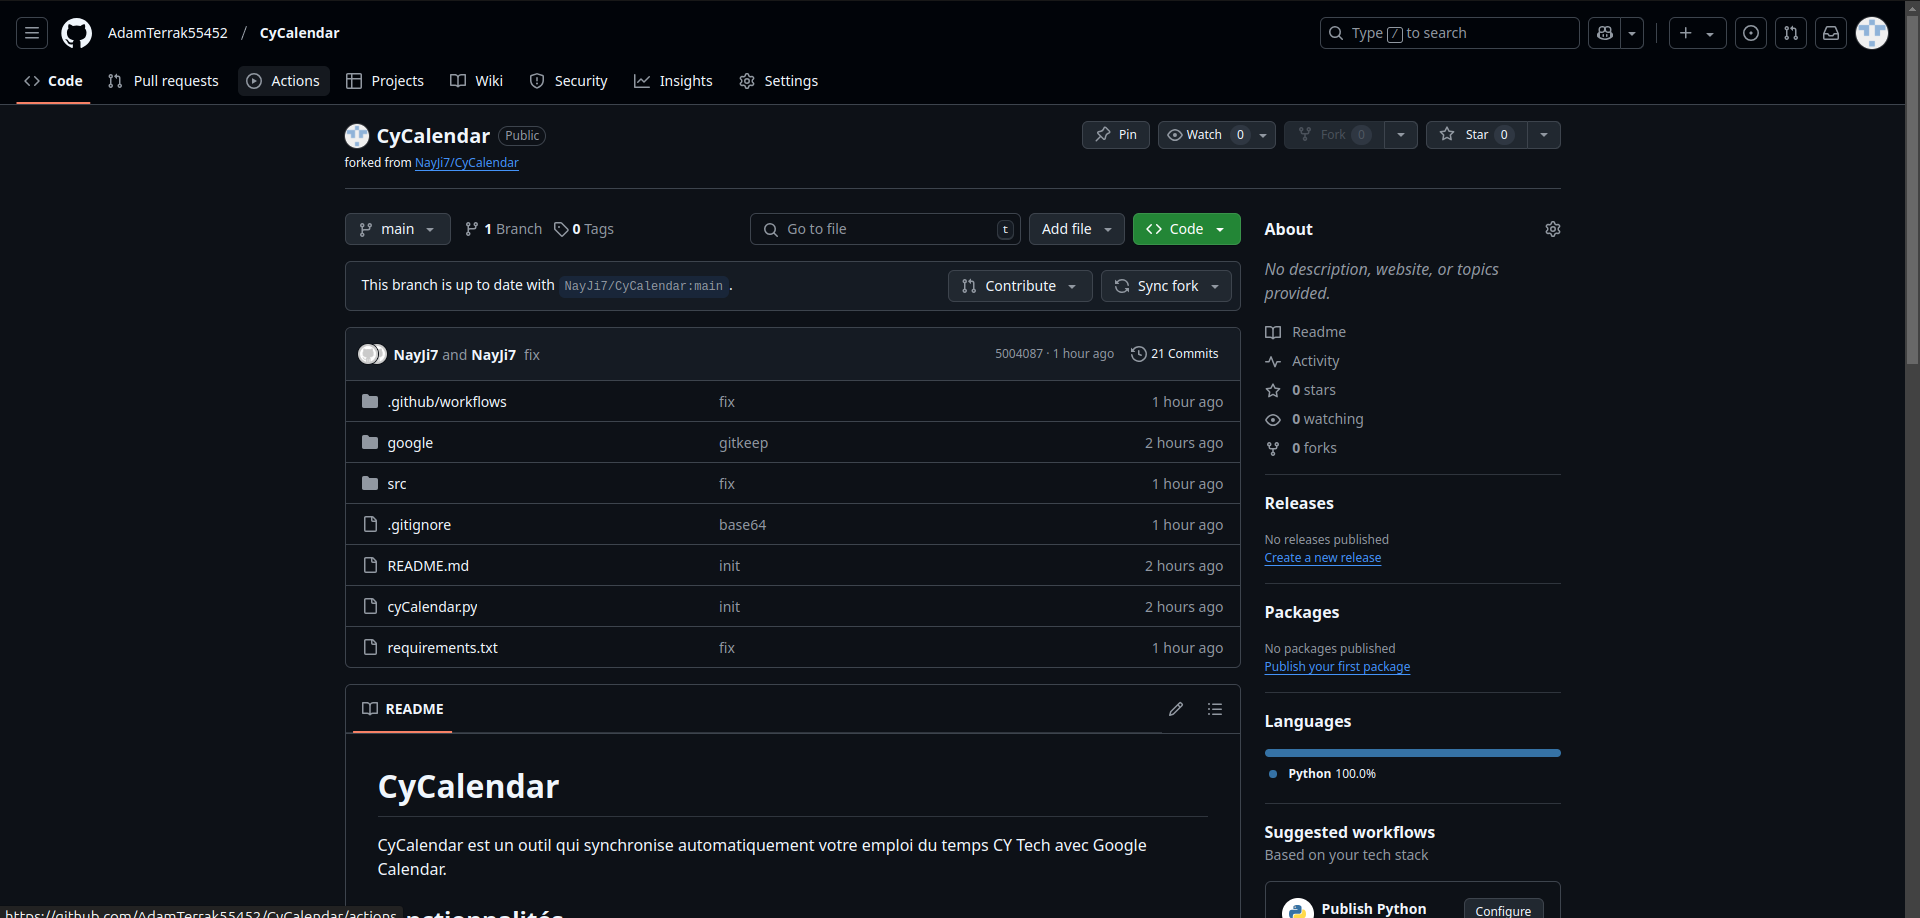 AdamTerrak55452 / CyCalendar
Type / to search
Code
Pull requests
Actions
Projects
Wiki
Security
Insights
Settings
CyCalendar Public
forked from NayJi7/CyCalendar
Pin
Watch 0
Fork 0
Star 0
main
1 Branch
0 Tags
Go to file
t
Add file
Code
This branch is up to date with NayJi7/CyCalendar:main .
Contribute
Sync fork
NayJi7 and NayJi7 fix
5004087 · 1 hour ago
21 Commits
.github/workflows fix 1 hour ago
google gitkeep 2 hours ago
src fix 1 hour ago
.gitignore base64 1 hour ago
README.md init 2 hours ago
cyCalendar.py init 2 hours ago
requirements.txt fix 1 hour ago
README
CyCalendar
CyCalendar est un outil qui synchronise automatiquement votre emploi du temps CY Tech avec Google
Calendar.
About
No description, website, or topics
provided.
Readme
Activity
0 stars
0 watching
0 forks
Releases
No releases published
Create a new release
Packages
No packages published
Publish your first package
Languages
Python 100.0%
Suggested workflows
Based on your tech stack
Publish Python
Configure
https://github.com/AdamTerrak55452/CyCalendar/actions